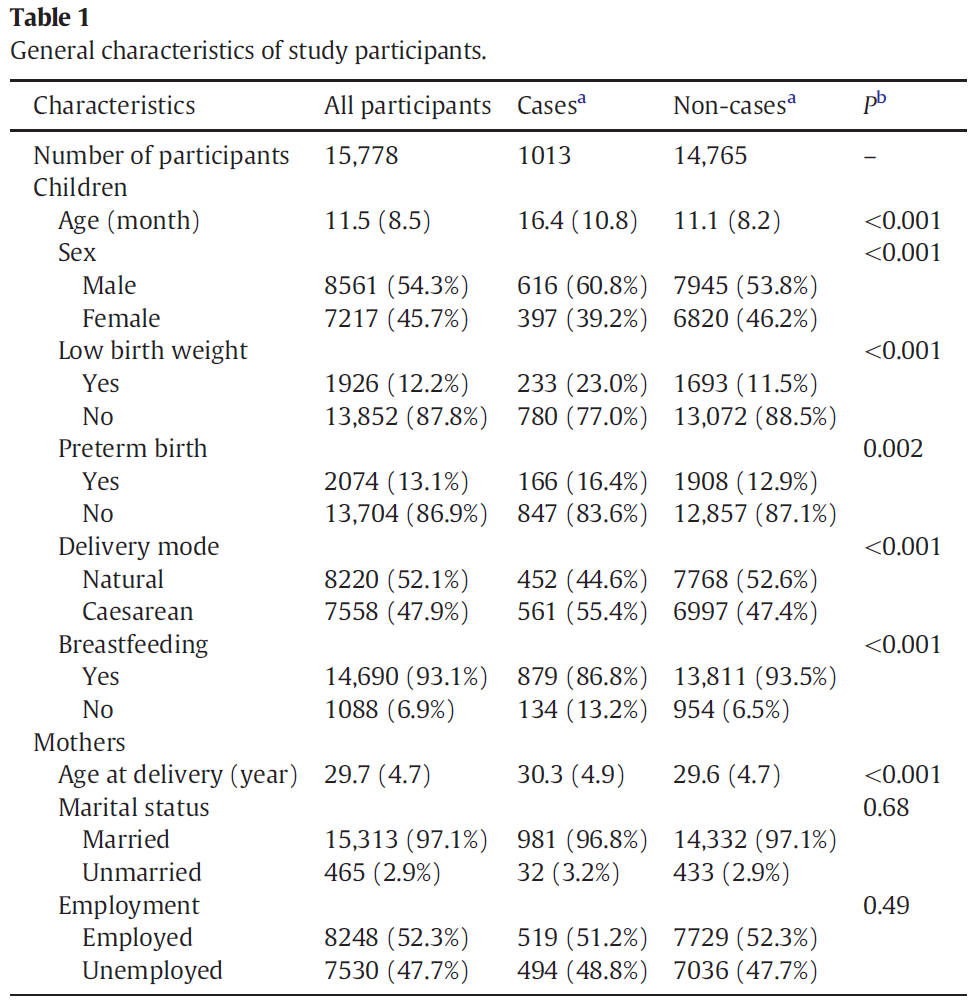 Table 1
General characteristics of study participants.
Characteristics All participants Casesa Non-casesa Pb
Number of participants 15,778 1013 14,765 –
Children
Age (month) 11.5 (8.5) 16.4 (10.8) 11.1 (8.2) <0.001
Sex <0.001
Male 8561 (54.3%) 616 (60.8%) 7945 (53.8%)
Female 7217 (45.7%) 397 (39.2%) 6820 (46.2%)
Low birth weight <0.001
Yes 1926 (12.2%) 233 (23.0%) 1693 (11.5%)
No 13,852 (87.8%) 780 (77.0%) 13,072 (88.5%)
Preterm birth 0.002
Yes 2074 (13.1%) 166 (16.4%) 1908 (12.9%)
No 13,704 (86.9%) 847 (83.6%) 12,857 (87.1%)
Delivery mode <0.001
Natural 8220 (52.1%) 452 (44.6%) 7768 (52.6%)
Caesarean 7558 (47.9%) 561 (55.4%) 6997 (47.4%)
Breastfeeding <0.001
Yes 14,690 (93.1%) 879 (86.8%) 13,811 (93.5%)
No 1088 (6.9%) 134 (13.2%) 954 (6.5%)
Mothers
Age at delivery (year) 29.7 (4.7) 30.3 (4.9) 29.6 (4.7) <0.001
Marital status 0.68
Married 15,313 (97.1%) 981 (96.8%) 14,332 (97.1%)
Unmarried 465 (2.9%) 32 (3.2%) 433 (2.9%)
Employment 0.49
Employed 8248 (52.3%) 519 (51.2%) 7729 (52.3%)
Unemployed 7530 (47.7%) 494 (48.8%) 7036 (47.7%)